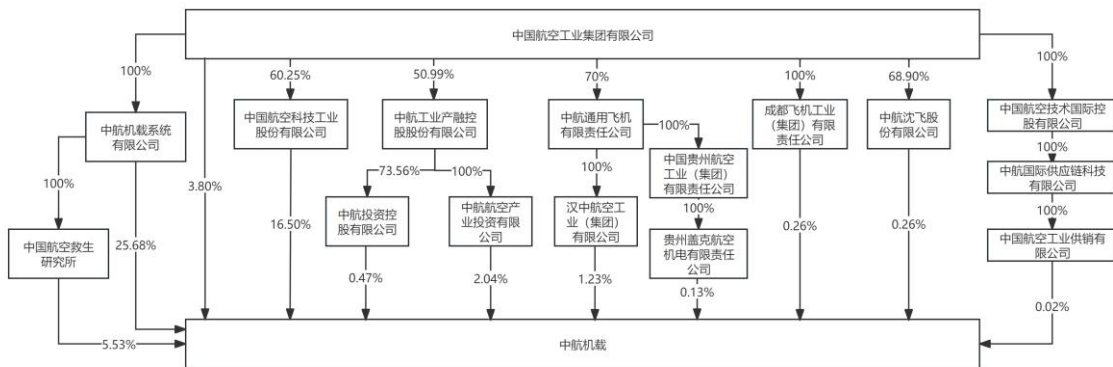 中国航空工业集团有限公司
100%
60.25%
50.99%
70%
100%
68.90%
100%
中航机载系统
有限公司
中国航空科技工业
股份有限公司
中航工业产融控
股股份有限公司
中航通用飞机
有限责任公司
成都飞机工业
（集团）有限
责任公司
中航沈飞股
份有限公司
中国航空技术国际控
股有限公司
100%
100%
中国贵州航空
工业（集团）
有限责任公司
中航国际供应链科技
有限公司
100%
3.80%
73.56%
100%
100%
中航投资控
股有限公司
中航航空产
业投资有限
公司
汉中航空工
业（集团）
有限公司
100%
100%
中国航空救生
研究所
25.68%
16.50%
贵州盖克航空
机电有限责任
公司
0.26%
0.26%
中国航空工业供销有
限公司
0.47%
2.04%
1.23%
0.13%
0.02%
5.53%
中航机载